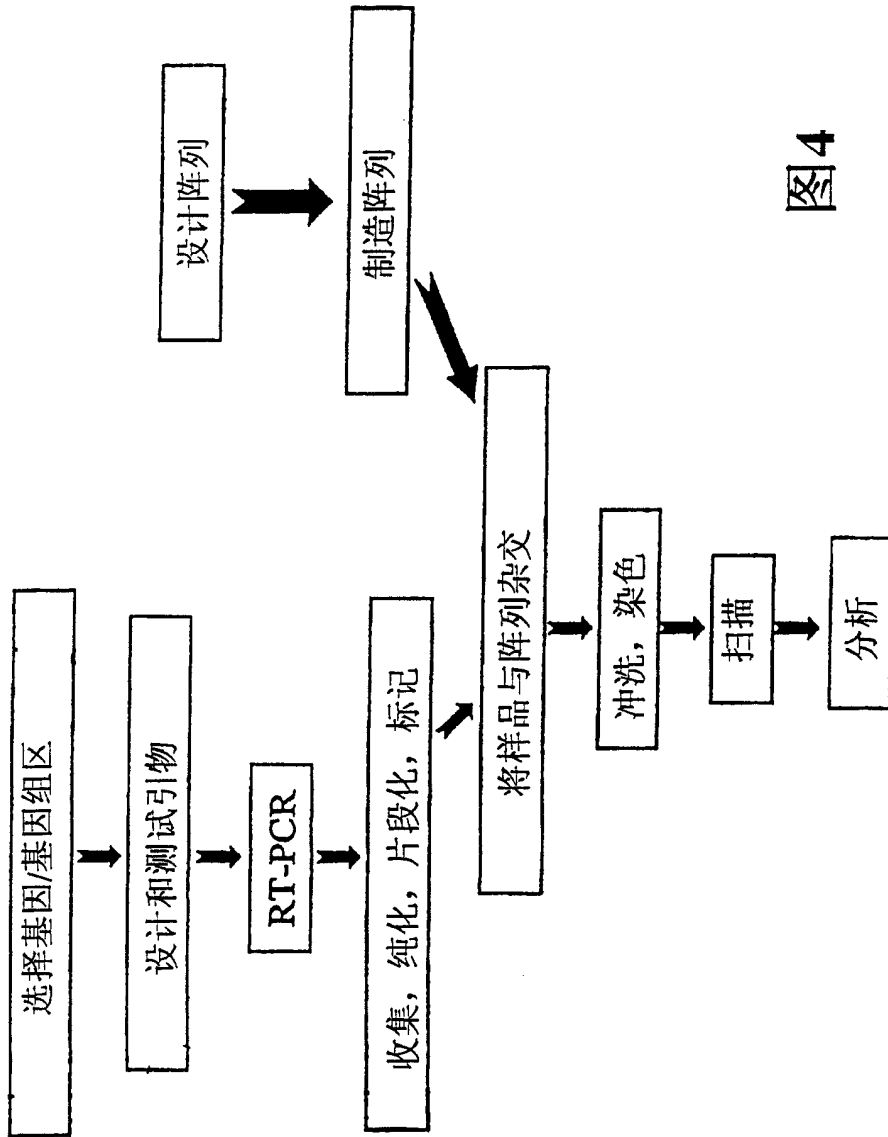 选择基因/基因组区
设计和测试引物
RT-PCR
收集，纯化，片段化，标记
设计阵列
制造阵列
将样品与阵列杂交
冲洗，染色
扫描
分析
图4